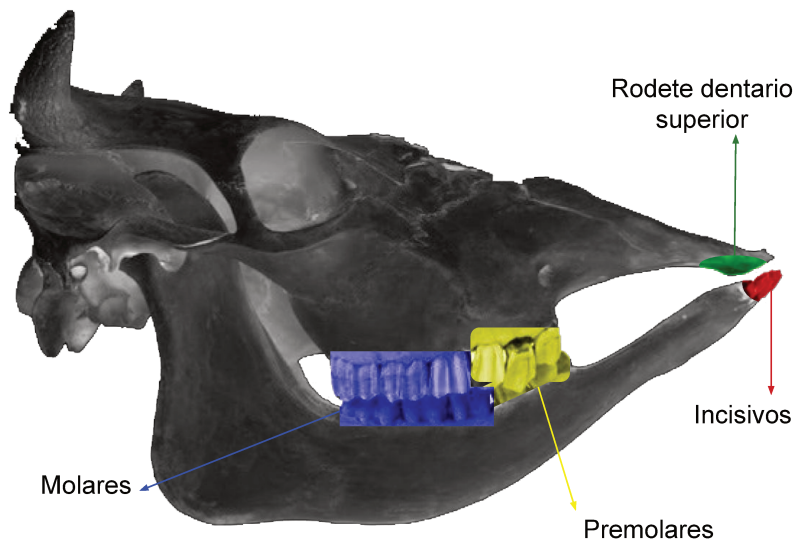 Rodete dentario
superior
Incisivos
Molares
Premolares